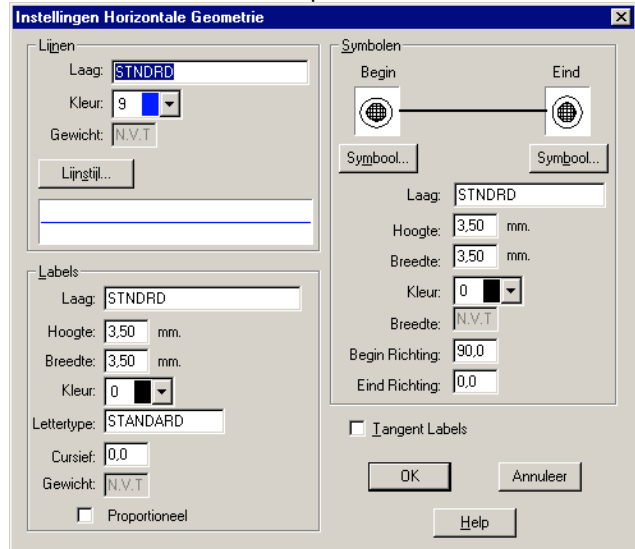 Instellingen Horizontale Geometrie
Lijnen
Laag: STNDRD
Kleur: 9
Gewicht: N.V.T
Lijnstijl...
Labels
Laag: STNDRD
Hoogte: 3,50 mm.
Breedte: 3,50 mm.
Kleur: 0
Lettertype: STANDARD
Cursief: 0,0
Gewicht: N.V.T
Proportioneel
Symbolen
Begin Eind
Symbool... Symbool...
Laag: STNDRD
Hoogte: 3,50 mm.
Breedte: 3,50 mm.
Kleur: 0
Breedte: N.V.T
Begin Richting: 90,0
Eind Richting: 0,0
Tangent Labels
OK Annuleer
Help